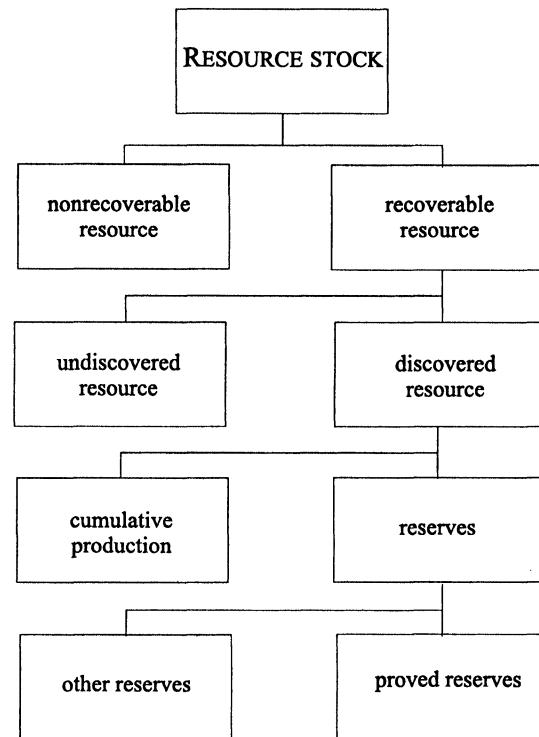 RESOURCE STOCK
nonrecoverable
resource
recoverable
resource
undiscovered
resource
discovered
resource
cumulative
production
reserves
other reserves
proved reserves